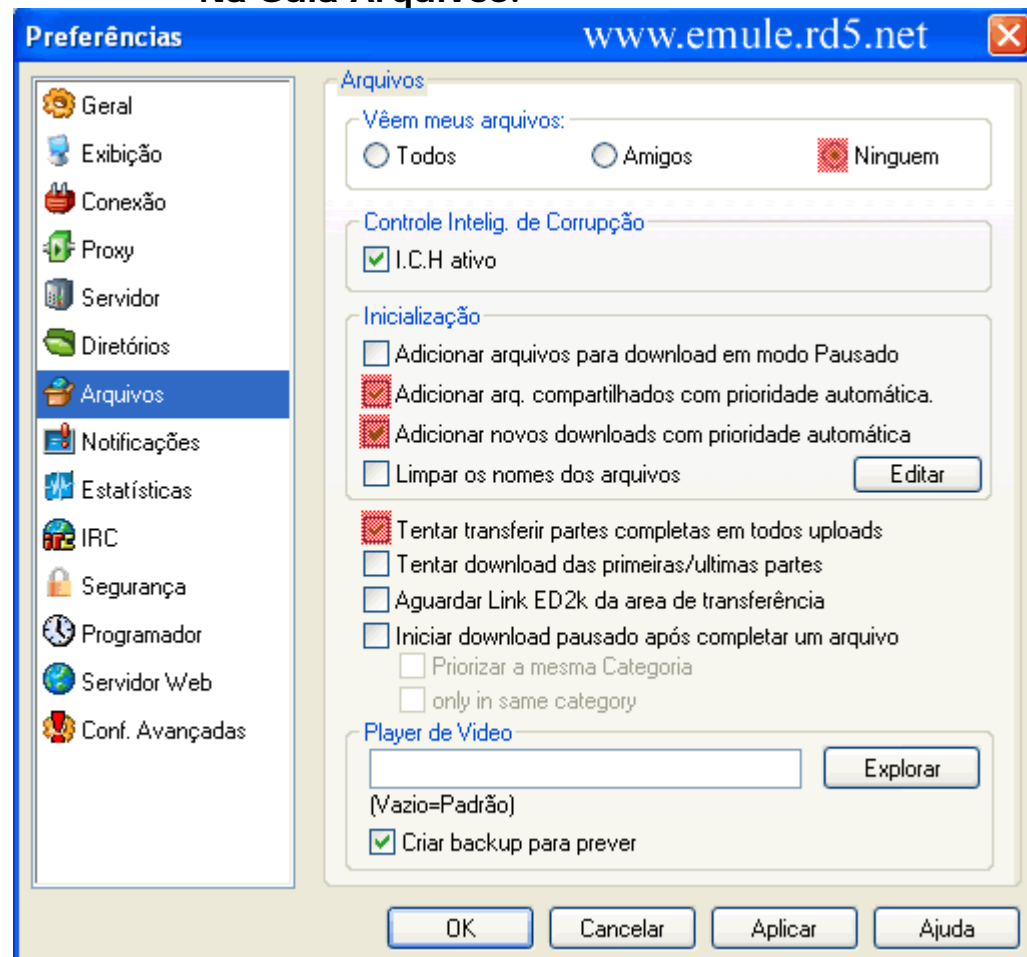 Na Guia Arquivos:
Preferências www.emule.rd5.net
Geral
Exibição
Conexão
Proxy
Servidor
Diretórios
Arquivos
Notificações
Estatísticas
IRC
Segurança
Programador
Servidor Web
Conf. Avançadas
Arquivos
Vêem meus arquivos:
Todos Amigos Ninguem
Controle Intelig. de Corrupção
I.C.H ativo
Inicialização
Adicionar arquivos para download em modo Pausado
Adicionar arq. compartilhados com prioridade automática.
Adicionar novos downloads com prioridade automática
Limpar os nomes dos arquivos Editar
Tentar transferir partes completas em todos uploads
Tentar download das primeiras/ultimas partes
Aguardar Link ED2k da area de transferência
Iniciar download pausado após completar um arquivo
Priorizar a mesma Categoria
only in same category
Player de Video
Explorar
(Vazio=Padrão)
Criar backup para prever
OK Cancelar Aplicar Ajuda